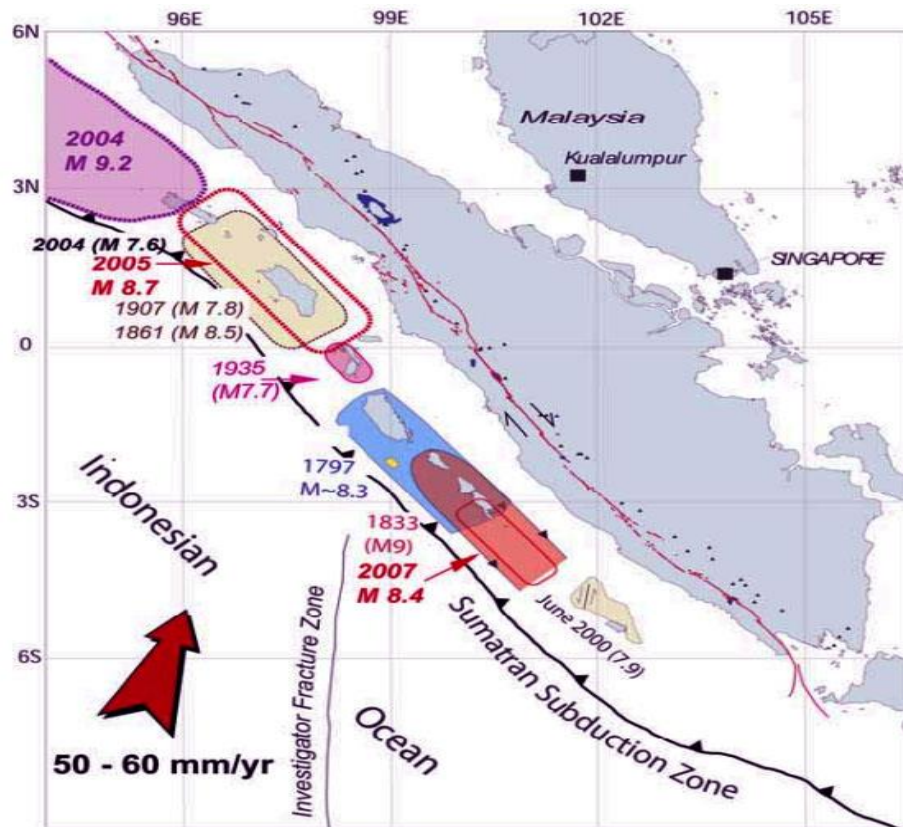 96E
99E
102E
105E
6N
Malaysia
Kualalumpur
2004
M 9.2
3N
SINGAPORE
2004 (M 7.6)
2005
M 8.7
1907 (M 7.8)
1861 (M 8.5)
0
1935
(M7.7)
1797
M~8.3
3S
1833
(M9)
2007
M 8.4
June 2000 (7.9)
6S
Indonesian
Ocean
Investigator Fracture Zone
Sumatran Subduction Zone
50 - 60 mm/yr